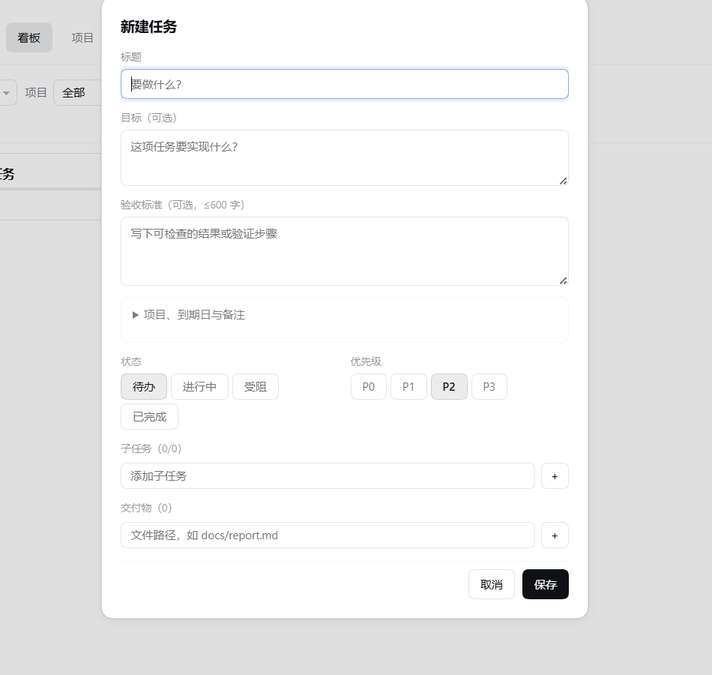 新建任务
看板 项目
标题
要做什么？
项目 全部
目标（可选）
这项任务要实现什么？
任务
验收标准（可选，≤600 字）
写下可检查的结果或验证步骤
▶ 项目、到期日与备注
状态 优先级
待办 进行中 受阻 P0 P1 P2 P3
已完成
子任务（0/0）
添加子任务 +
交付物（0）
文件路径，如 docs/report.md +
取消 保存